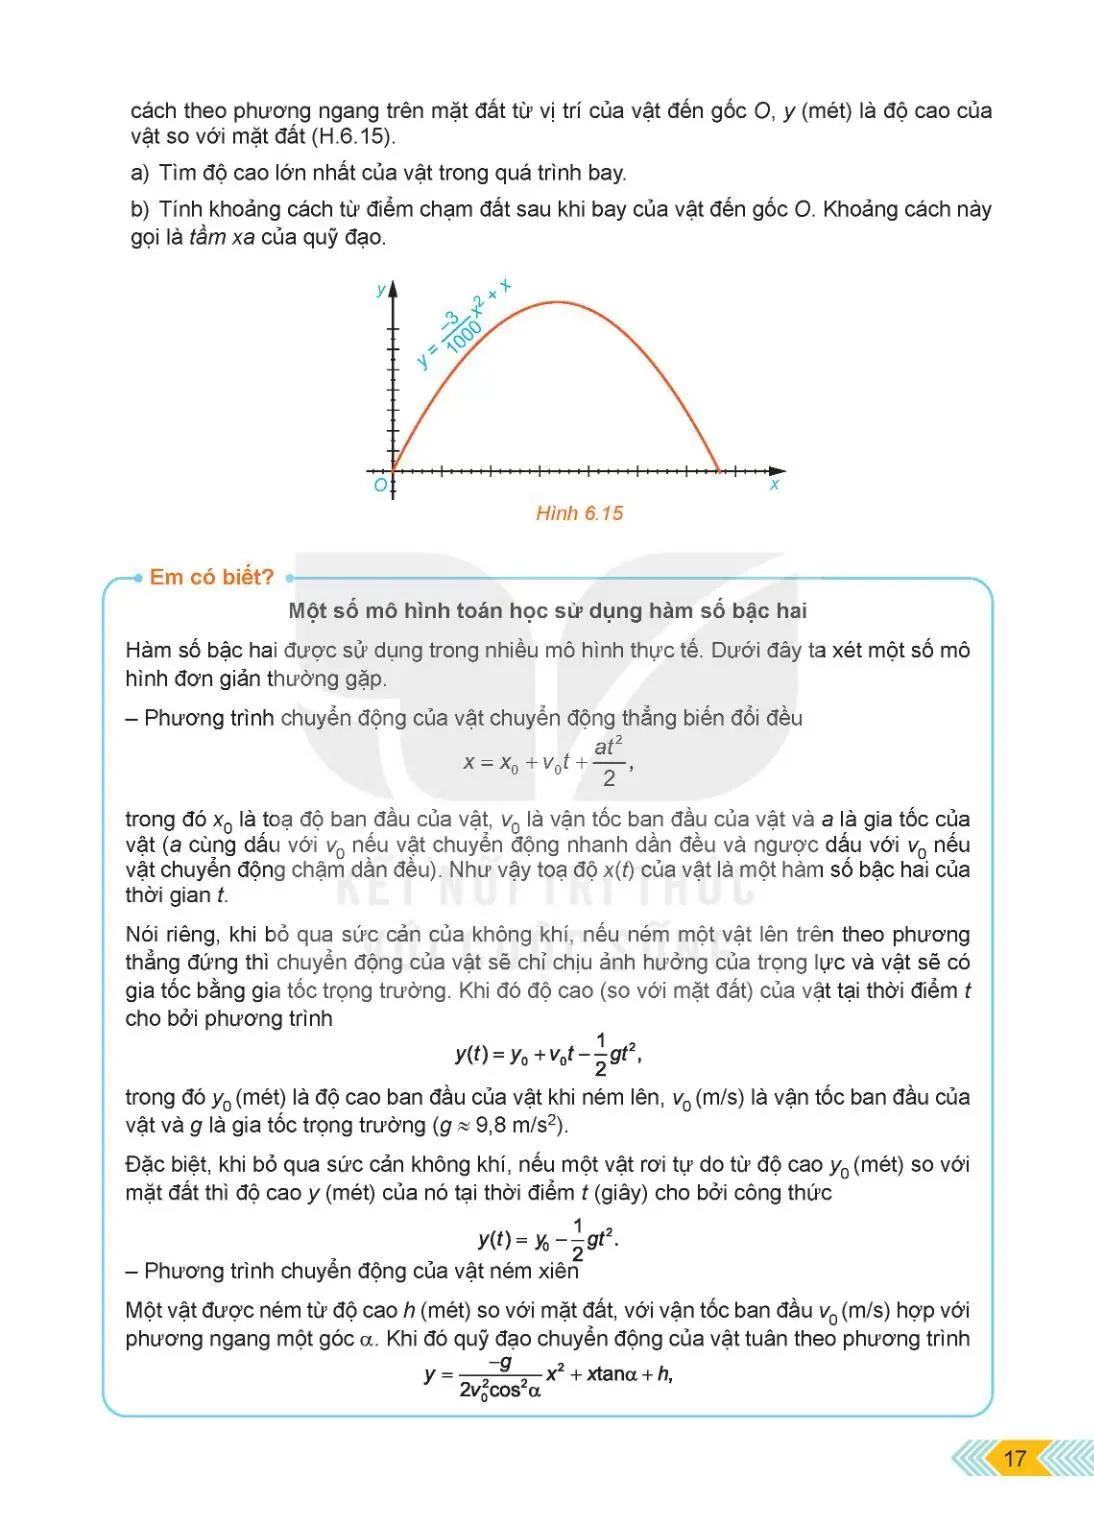 cách theo phương ngang trên mặt đất từ vị trí của vật đến gốc O, y (mét) là độ cao của
vật so với mặt đất (H.6.15).
a) Tìm độ cao lớn nhất của vật trong quá trình bay.
b) Tính khoảng cách từ điểm chạm đất sau khi bay của vật đến gốc O. Khoảng cách này
gọi là tầm xa của quỹ đạo.
y
y = -3/1000 x² + x
O
x
Hình 6.15
Em có biết?
Một số mô hình toán học sử dụng hàm số bậc hai
Hàm số bậc hai được sử dụng trong nhiều mô hình thực tế. Dưới đây ta xét một số mô
hình đơn giản thường gặp.
– Phương trình chuyển động của vật chuyển động thẳng biến đổi đều
x = x₀ + v₀t + at²/2,
trong đó x₀ là toạ độ ban đầu của vật, v₀ là vận tốc ban đầu của vật và a là gia tốc của
vật (a cùng dấu với v₀ nếu vật chuyển động nhanh dần đều và ngược dấu với v₀ nếu
vật chuyển động chậm dần đều). Như vậy toạ độ x(t) của vật là một hàm số bậc hai của
thời gian t.
KẾT NỐI TRI THỨC
VỚI CUỘC SỐNG
Nói riêng, khi bỏ qua sức cản của không khí, nếu ném một vật lên trên theo phương
thẳng đứng thì chuyển động của vật sẽ chỉ chịu ảnh hưởng của trọng lực và vật sẽ có
gia tốc bằng gia tốc trọng trường. Khi đó độ cao (so với mặt đất) của vật tại thời điểm t
cho bởi phương trình
y(t) = y₀ + v₀t – 1/2 gt²,
trong đó y₀ (mét) là độ cao ban đầu của vật khi ném lên, v₀ (m/s) là vận tốc ban đầu của
vật và g là gia tốc trọng trường (g ≈ 9,8 m/s²).
Đặc biệt, khi bỏ qua sức cản không khí, nếu một vật rơi tự do từ độ cao y₀ (mét) so với
mặt đất thì độ cao y (mét) của nó tại thời điểm t (giây) cho bởi công thức
y(t) = y₀ – 1/2 gt².
– Phương trình chuyển động của vật ném xiên
Một vật được ném từ độ cao h (mét) so với mặt đất, với vận tốc ban đầu v₀ (m/s) hợp với
phương ngang một góc α. Khi đó quỹ đạo chuyển động của vật tuân theo phương trình
y = -g/2v₀²cos²α x² + xtanα + h,
17